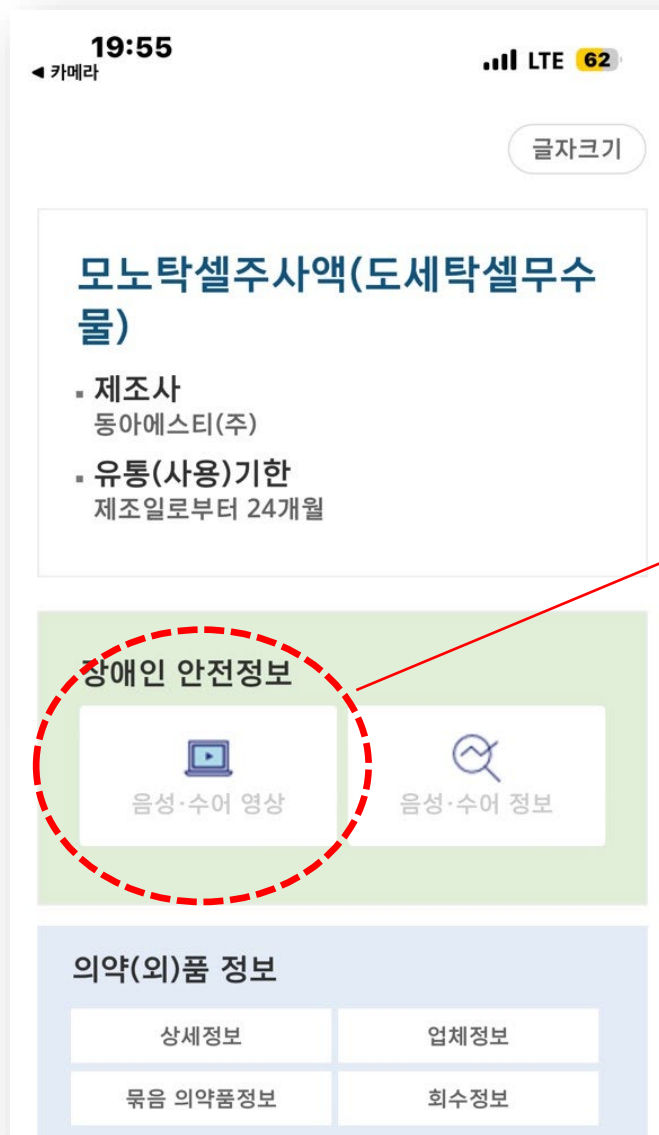 19:55
◀ 카메라
LTE 62
글자크기
모노탁셀주사액(도세탁셀무수
물)
제조사
동아에스티(주)
유통(사용)기한
제조일로부터 24개월
장애인 안전정보
음성·수어 영상
음성·수어 정보
의약(외)품 정보
상세정보
업체정보
묶음 의약품정보
회수정보